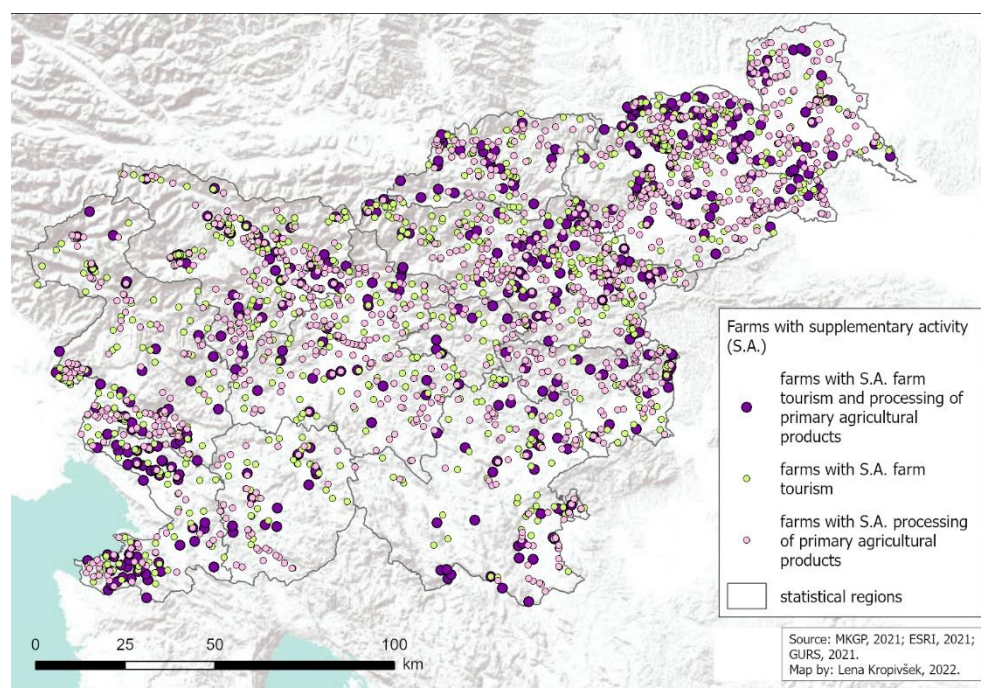 Farms with supplementary activity
(S.A.)
farms with S.A. farm
tourism and processing of
primary agricultural
products
farms with S.A. farm
tourism
farms with S.A. processing
of primary agricultural
products
statistical regions
Source: MKGP, 2021; ESRI, 2021;
GURS, 2021.
Map by: Lena Kropivšek, 2022.
0 25 50 100
km